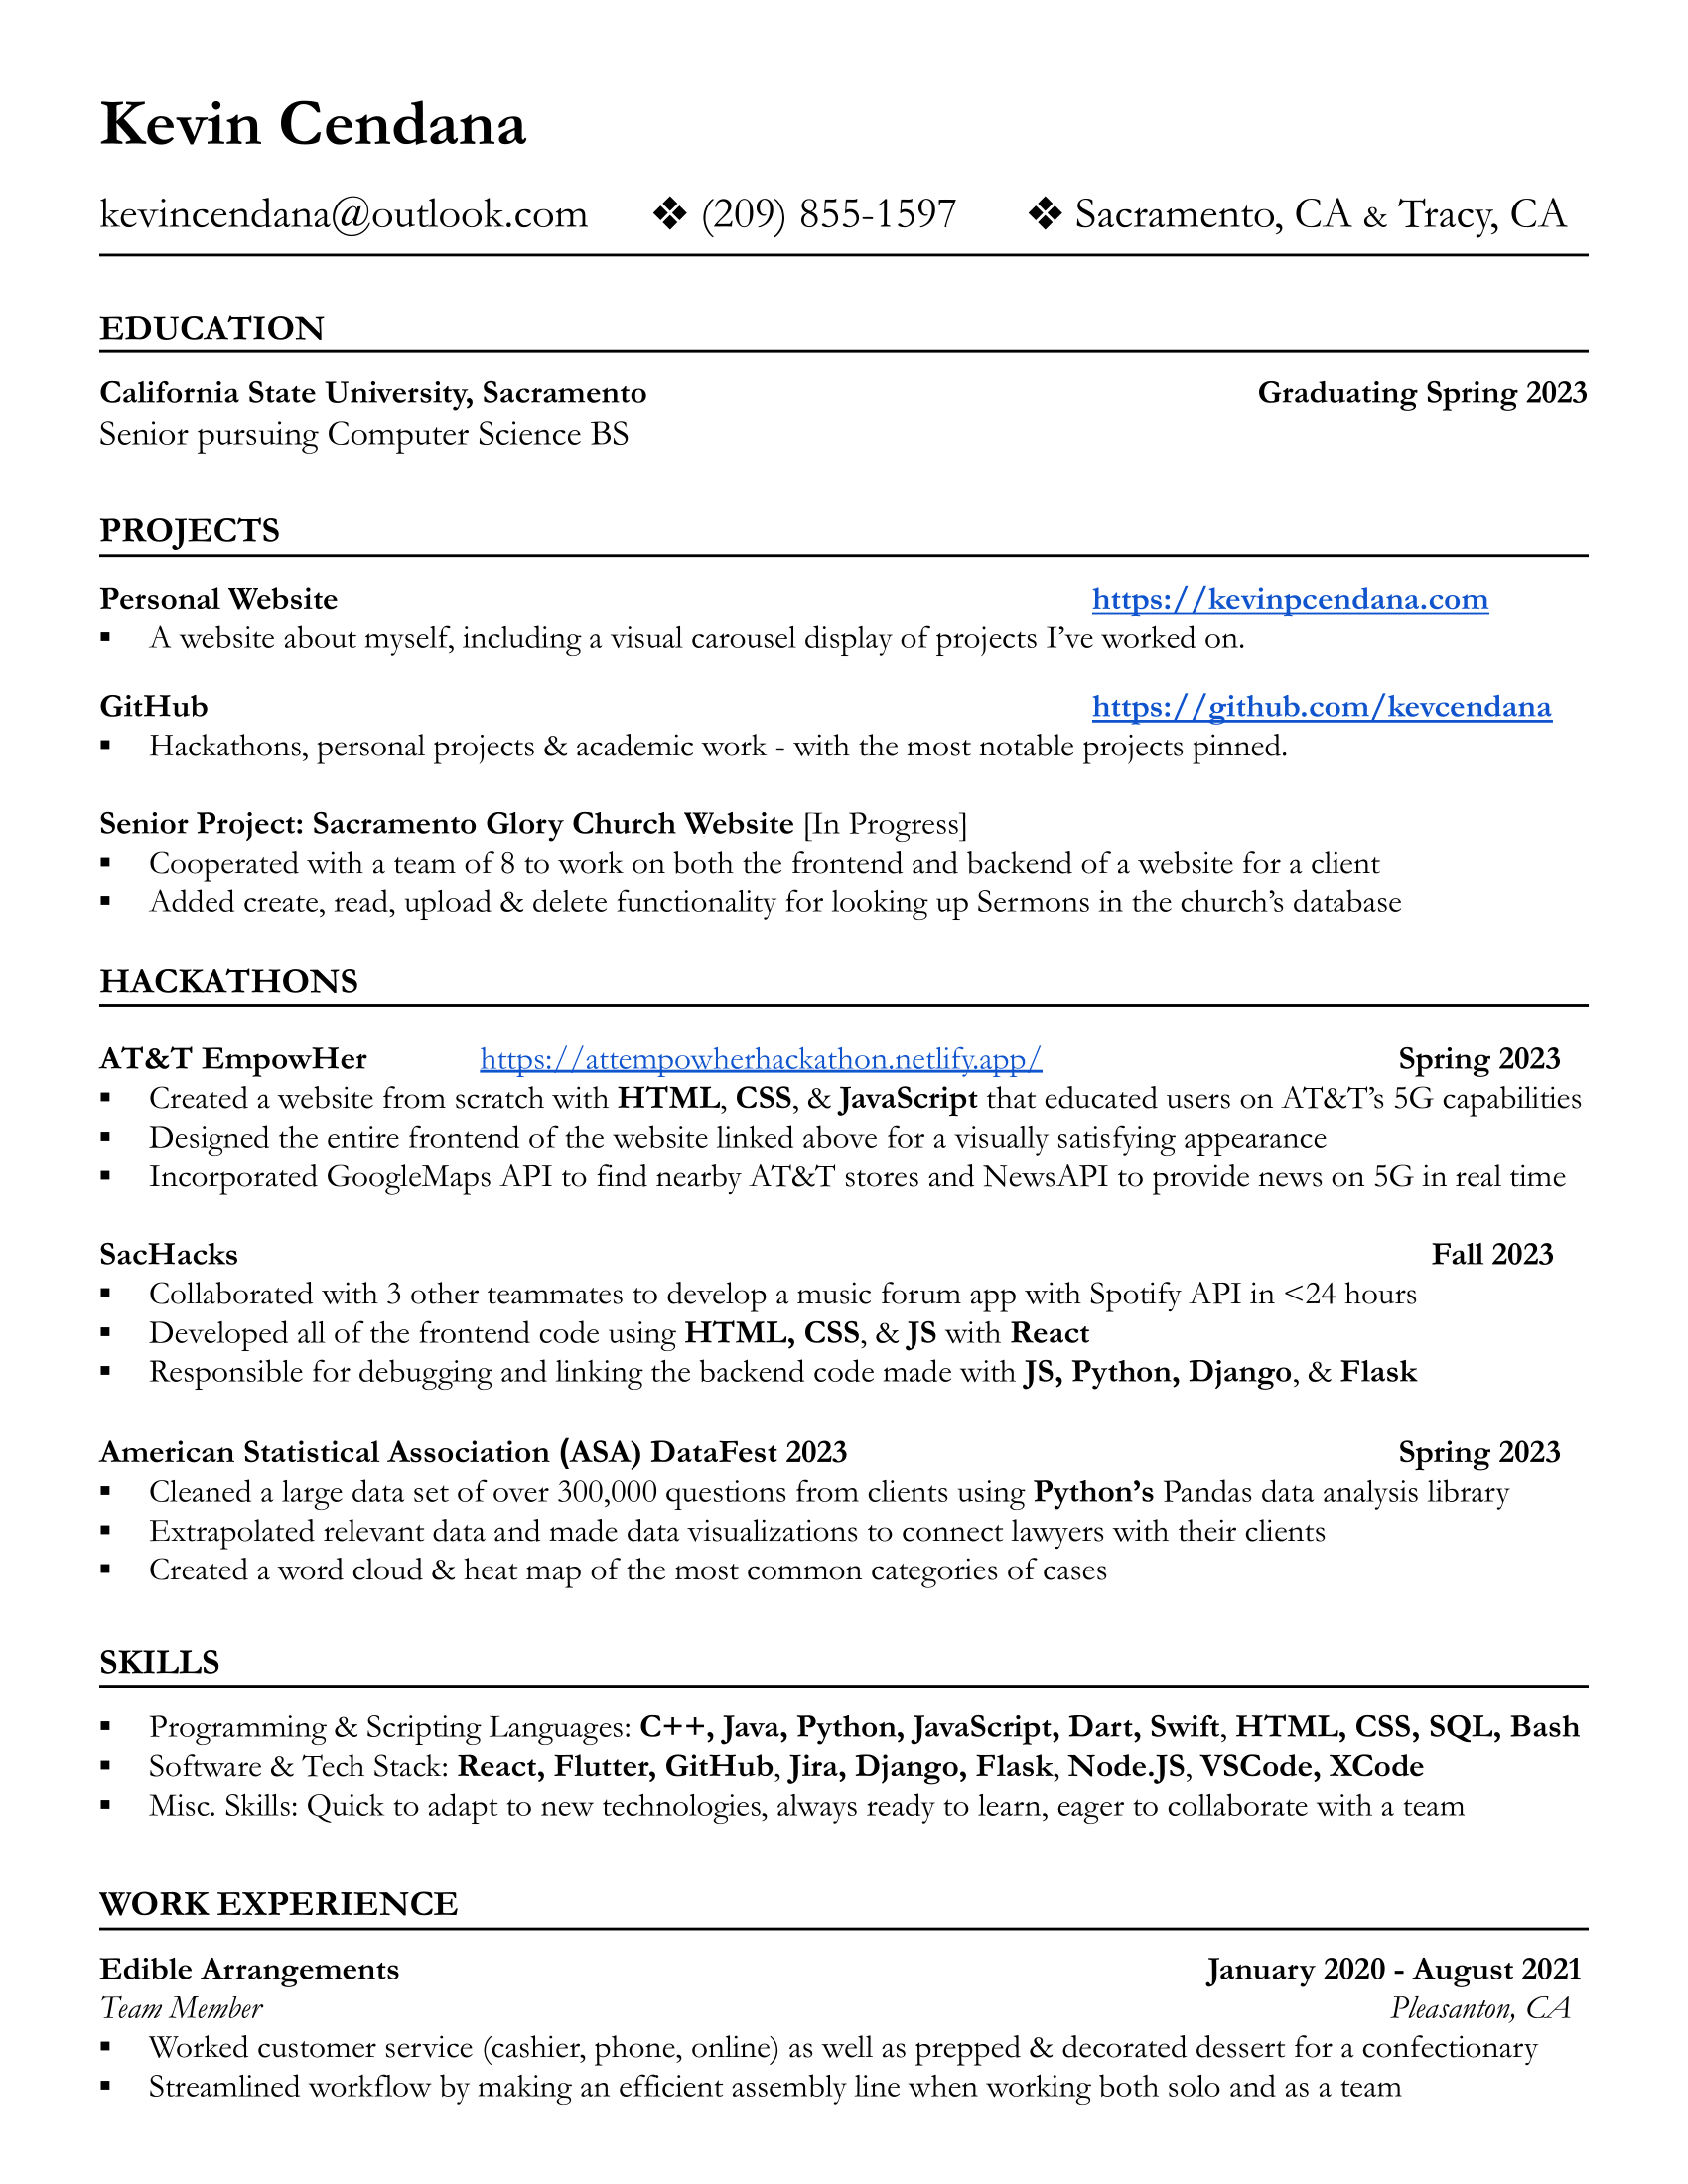 Kevin Cendana
kevincendana@outlook.com ❖ (209) 855-1597 ❖ Sacramento, CA & Tracy, CA
EDUCATION
California State University, Sacramento Graduating Spring 2023
Senior pursuing Computer Science BS
PROJECTS
Personal Website https://kevinpcendana.com
▪ A website about myself, including a visual carousel display of projects I’ve worked on.
GitHub https://github.com/kevcendana
▪ Hackathons, personal projects & academic work - with the most notable projects pinned.
Senior Project: Sacramento Glory Church Website [In Progress]
▪ Cooperated with a team of 8 to work on both the frontend and backend of a website for a client
▪ Added create, read, upload & delete functionality for looking up Sermons in the church’s database
HACKATHONS
AT&T EmpowHer https://attempowherhackathon.netlify.app/ Spring 2023
▪ Created a website from scratch with HTML, CSS, & JavaScript that educated users on AT&T’s 5G capabilities
▪ Designed the entire frontend of the website linked above for a visually satisfying appearance
▪ Incorporated GoogleMaps API to find nearby AT&T stores and NewsAPI to provide news on 5G in real time
SacHacks Fall 2023
▪ Collaborated with 3 other teammates to develop a music forum app with Spotify API in <24 hours
▪ Developed all of the frontend code using HTML, CSS, & JS with React
▪ Responsible for debugging and linking the backend code made with JS, Python, Django, & Flask
American Statistical Association (ASA) DataFest 2023 Spring 2023
▪ Cleaned a large data set of over 300,000 questions from clients using Python’s Pandas data analysis library
▪ Extrapolated relevant data and made data visualizations to connect lawyers with their clients
▪ Created a word cloud & heat map of the most common categories of cases
SKILLS
▪ Programming & Scripting Languages: C++, Java, Python, JavaScript, Dart, Swift, HTML, CSS, SQL, Bash
▪ Software & Tech Stack: React, Flutter, GitHub, Jira, Django, Flask, Node.JS, VSCode, XCode
▪ Misc. Skills: Quick to adapt to new technologies, always ready to learn, eager to collaborate with a team
WORK EXPERIENCE
Edible Arrangements January 2020 - August 2021
Team Member Pleasanton, CA
▪ Worked customer service (cashier, phone, online) as well as prepped & decorated dessert for a confectionary
▪ Streamlined workflow by making an efficient assembly line when working both solo and as a team